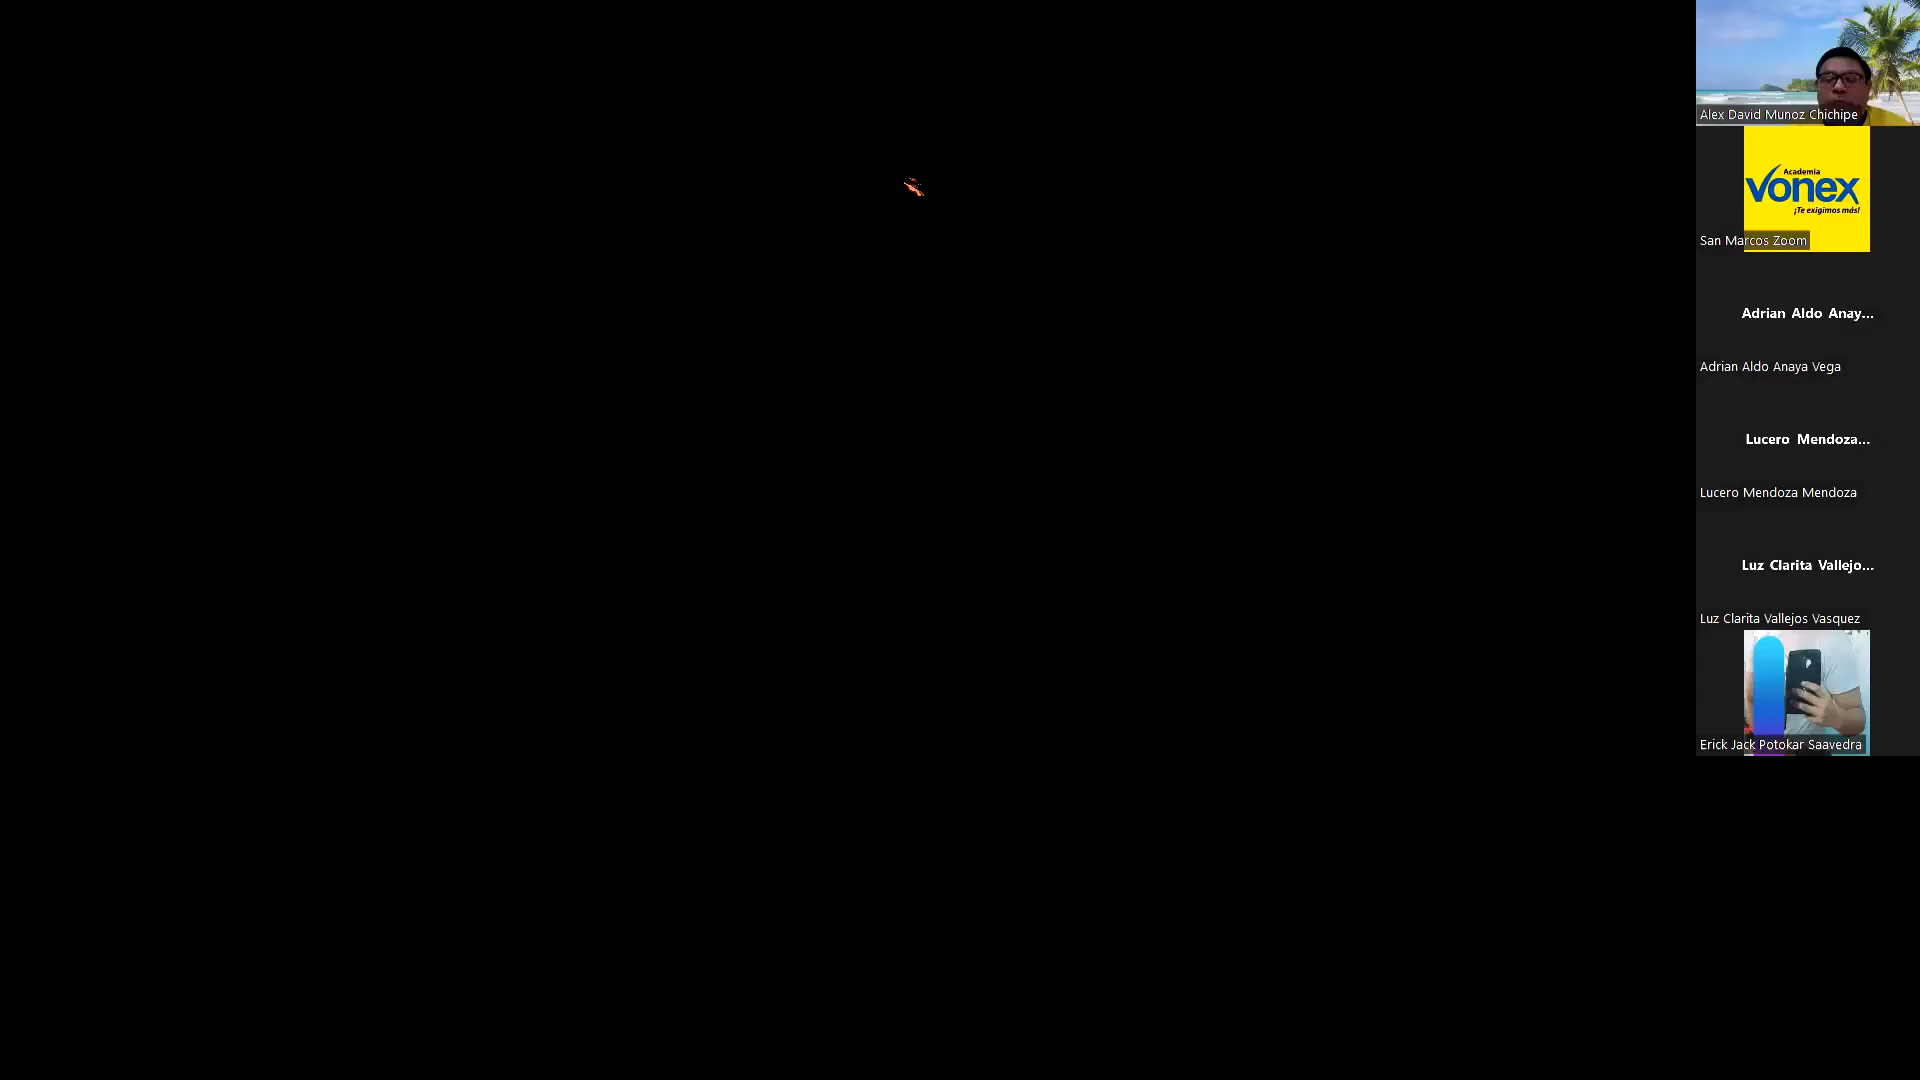 Alex David Munoz Chichipe
Academia
vonex
¡Te exigimos más!
San Marcos Zoom
Adrian Aldo Anay...
Adrian Aldo Anaya Vega
Lucero Mendoza...
Lucero Mendoza Mendoza
Luz Clarita Vallejo...
Luz Clarita Vallejos Vasquez
Erick Jack Potokar Saavedra